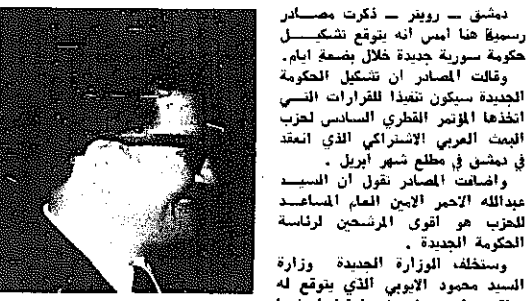 دمشق ــ رويتر ــ ذكرت مصادر
رسمية هنا امس انه يتوقع تشكيل
حكومة سورية جديدة خلال بضعة ايام.
وقالت المصادر ان تشكيل الحكومة
الجديدة سيكون تنفيذا للقرارات التي
اتخذها المؤتمر القطري السادس لحزب
البعث العربي الاشتراكي الذي انعقد
في دمشق في مطلع شهر ابريل .
واضافت المصادر تقول ان السيد
عبدالله الاحمر الامين العام المساعد
للحزب هو اقوى المرشحين لرئاسة
الحكومة الجديدة .
وستخلف الوزارة الجديدة وزارة
السيد محمود الايوبي الذي يتوقع له